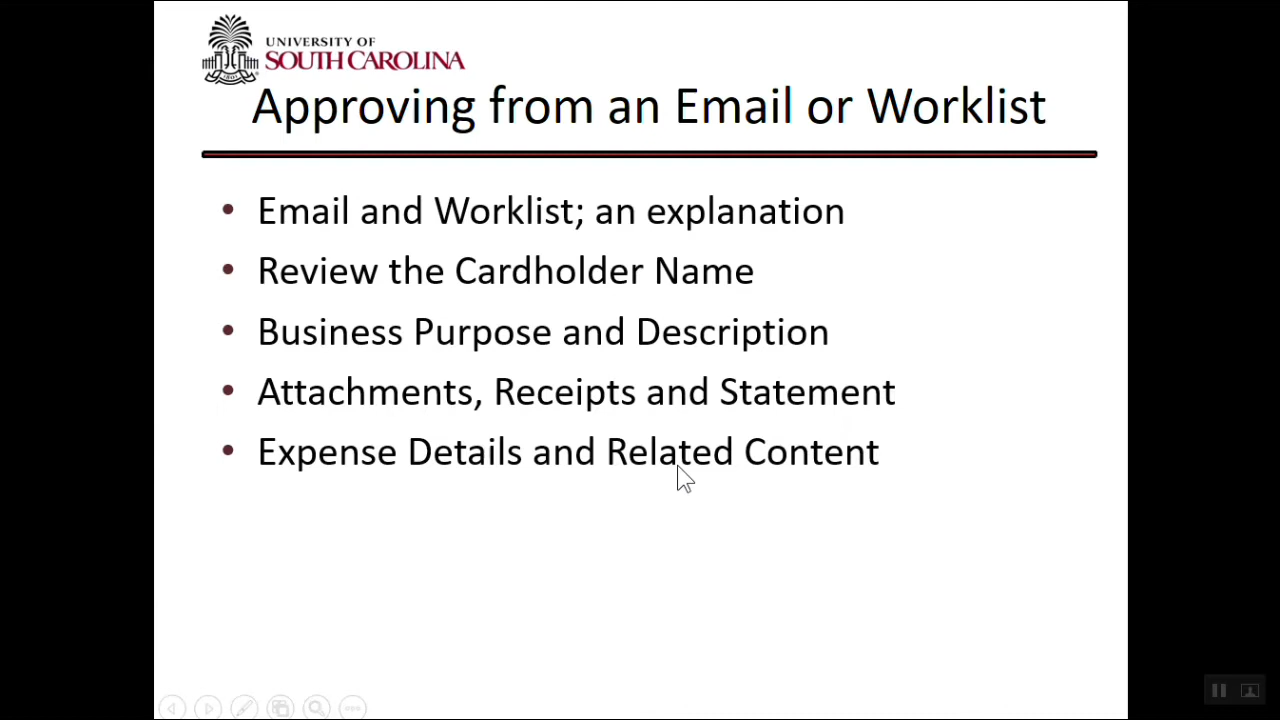 UNIVERSITY OF
SOUTH CAROLINA
Approving from an Email or Worklist
• Email and Worklist; an explanation
• Review the Cardholder Name
• Business Purpose and Description
• Attachments, Receipts and Statement
• Expense Details and Related Content